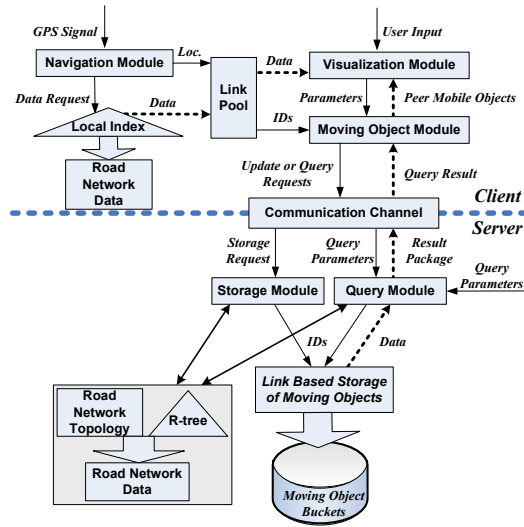 GPS Signal
User Input
Navigation Module
Loc.
Link
Pool
Data
Visualization Module
Data Request
Data
Parameters
Peer Mobile Objects
Local Index
IDs
Moving Object Module
Road
Network
Data
Update or Query
Requests
Query Result
Client
Communication Channel
Server
Storage
Request
Query
Parameters
Result
Package
Query
Parameters
Storage Module
Query Module
IDs
Data
Link Based Storage
of Moving Objects
Road
Network
Topology
R-tree
Road Network
Data
Moving Object
Buckets